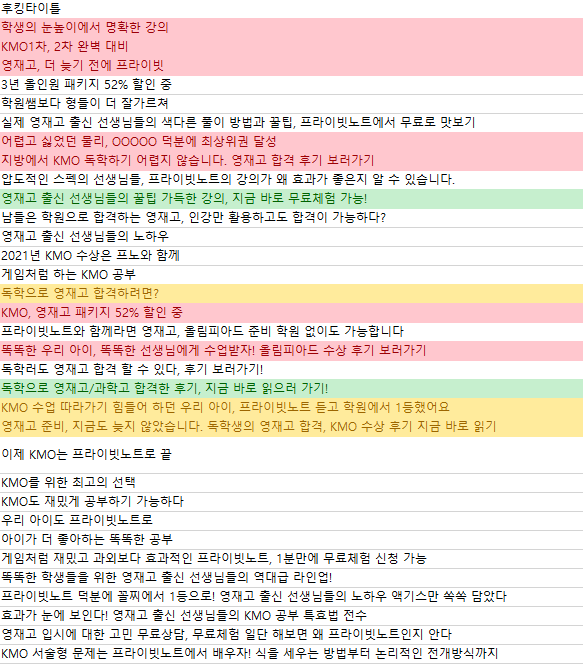 후킹타이틀
학생의 눈높이에서 명확한 강의
KMO1차, 2차 완벽 대비
영재고, 더 늦기 전에 프라이빗
3년 올인원 패키지 52% 할인 중
학원쌤보다 형들이 더 잘가르쳐
실제 영재고 출신 선생님들의 색다른 풀이 방법과 꿀팁, 프라이빗노트에서 무료로 맛보기
어렵고 싫었던 물리, OOOOO 덕분에 최상위권 달성
지방에서 KMO 독학하기 어렵지 않습니다. 영재고 합격 후기 보러가기
압도적인 스펙의 선생님들, 프라이빗노트의 강의가 왜 효과가 좋은지 알 수 있습니다.
영재고 출신 선생님들의 꿀팁 가득한 강의, 지금 바로 무료체험 가능!
남들은 학원으로 합격하는 영재고, 인강만 활용하고도 합격이 가능하다?
영재고 출신 선생님들의 노하우
2021년 KMO 수상은 프노와 함께
게임처럼 하는 KMO 공부
독학으로 영재고 합격하려면?
KMO, 영재고 패키지 52% 할인 중
프라이빗노트와 함께라면 영재고, 올림피아드 준비 학원 없이도 가능합니다
똑똑한 우리 아이, 똑똑한 선생님에게 수업받자! 올림피아드 수상 후기 보러가기
독학러도 영재고 합격 할 수 있다, 후기 보러가기!
독학으로 영재고/과학고 합격한 후기, 지금 바로 읽으러 가기!
KMO 수업 따라가기 힘들어 하던 우리 아이, 프라이빗노트 듣고 학원에서 1등했어요
영재고 준비, 지금도 늦지 않았습니다. 독학생의 영재고 합격, KMO 수상 후기 지금 바로 읽기
이제 KMO는 프라이빗노트로 끝
KMO를 위한 최고의 선택
KMO도 재밌게 공부하기 가능하다
우리 아이도 프라이빗노트로
아이가 더 좋아하는 똑똑한 공부
게임처럼 재밌고 과외보다 효과적인 프라이빗노트, 1분만에 무료체험 신청 가능
똑똑한 학생들을 위한 영재고 출신 선생님들의 역대급 라인업!
프라이빗노트 덕분에 꼴찌에서 1등으로! 영재고 출신 선생님들의 노하우 액기스만 쏙쏙 담았다
효과가 눈에 보인다! 영재고 출신 선생님들의 KMO 공부 특효법 전수
영재고 입시에 대한 고민 무료상담, 무료체험 일단 해보면 왜 프라이빗노트인지 안다
KMO 서술형 문제는 프라이빗노트에서 배우자! 식을 세우는 방법부터 논리적인 전개방식까지